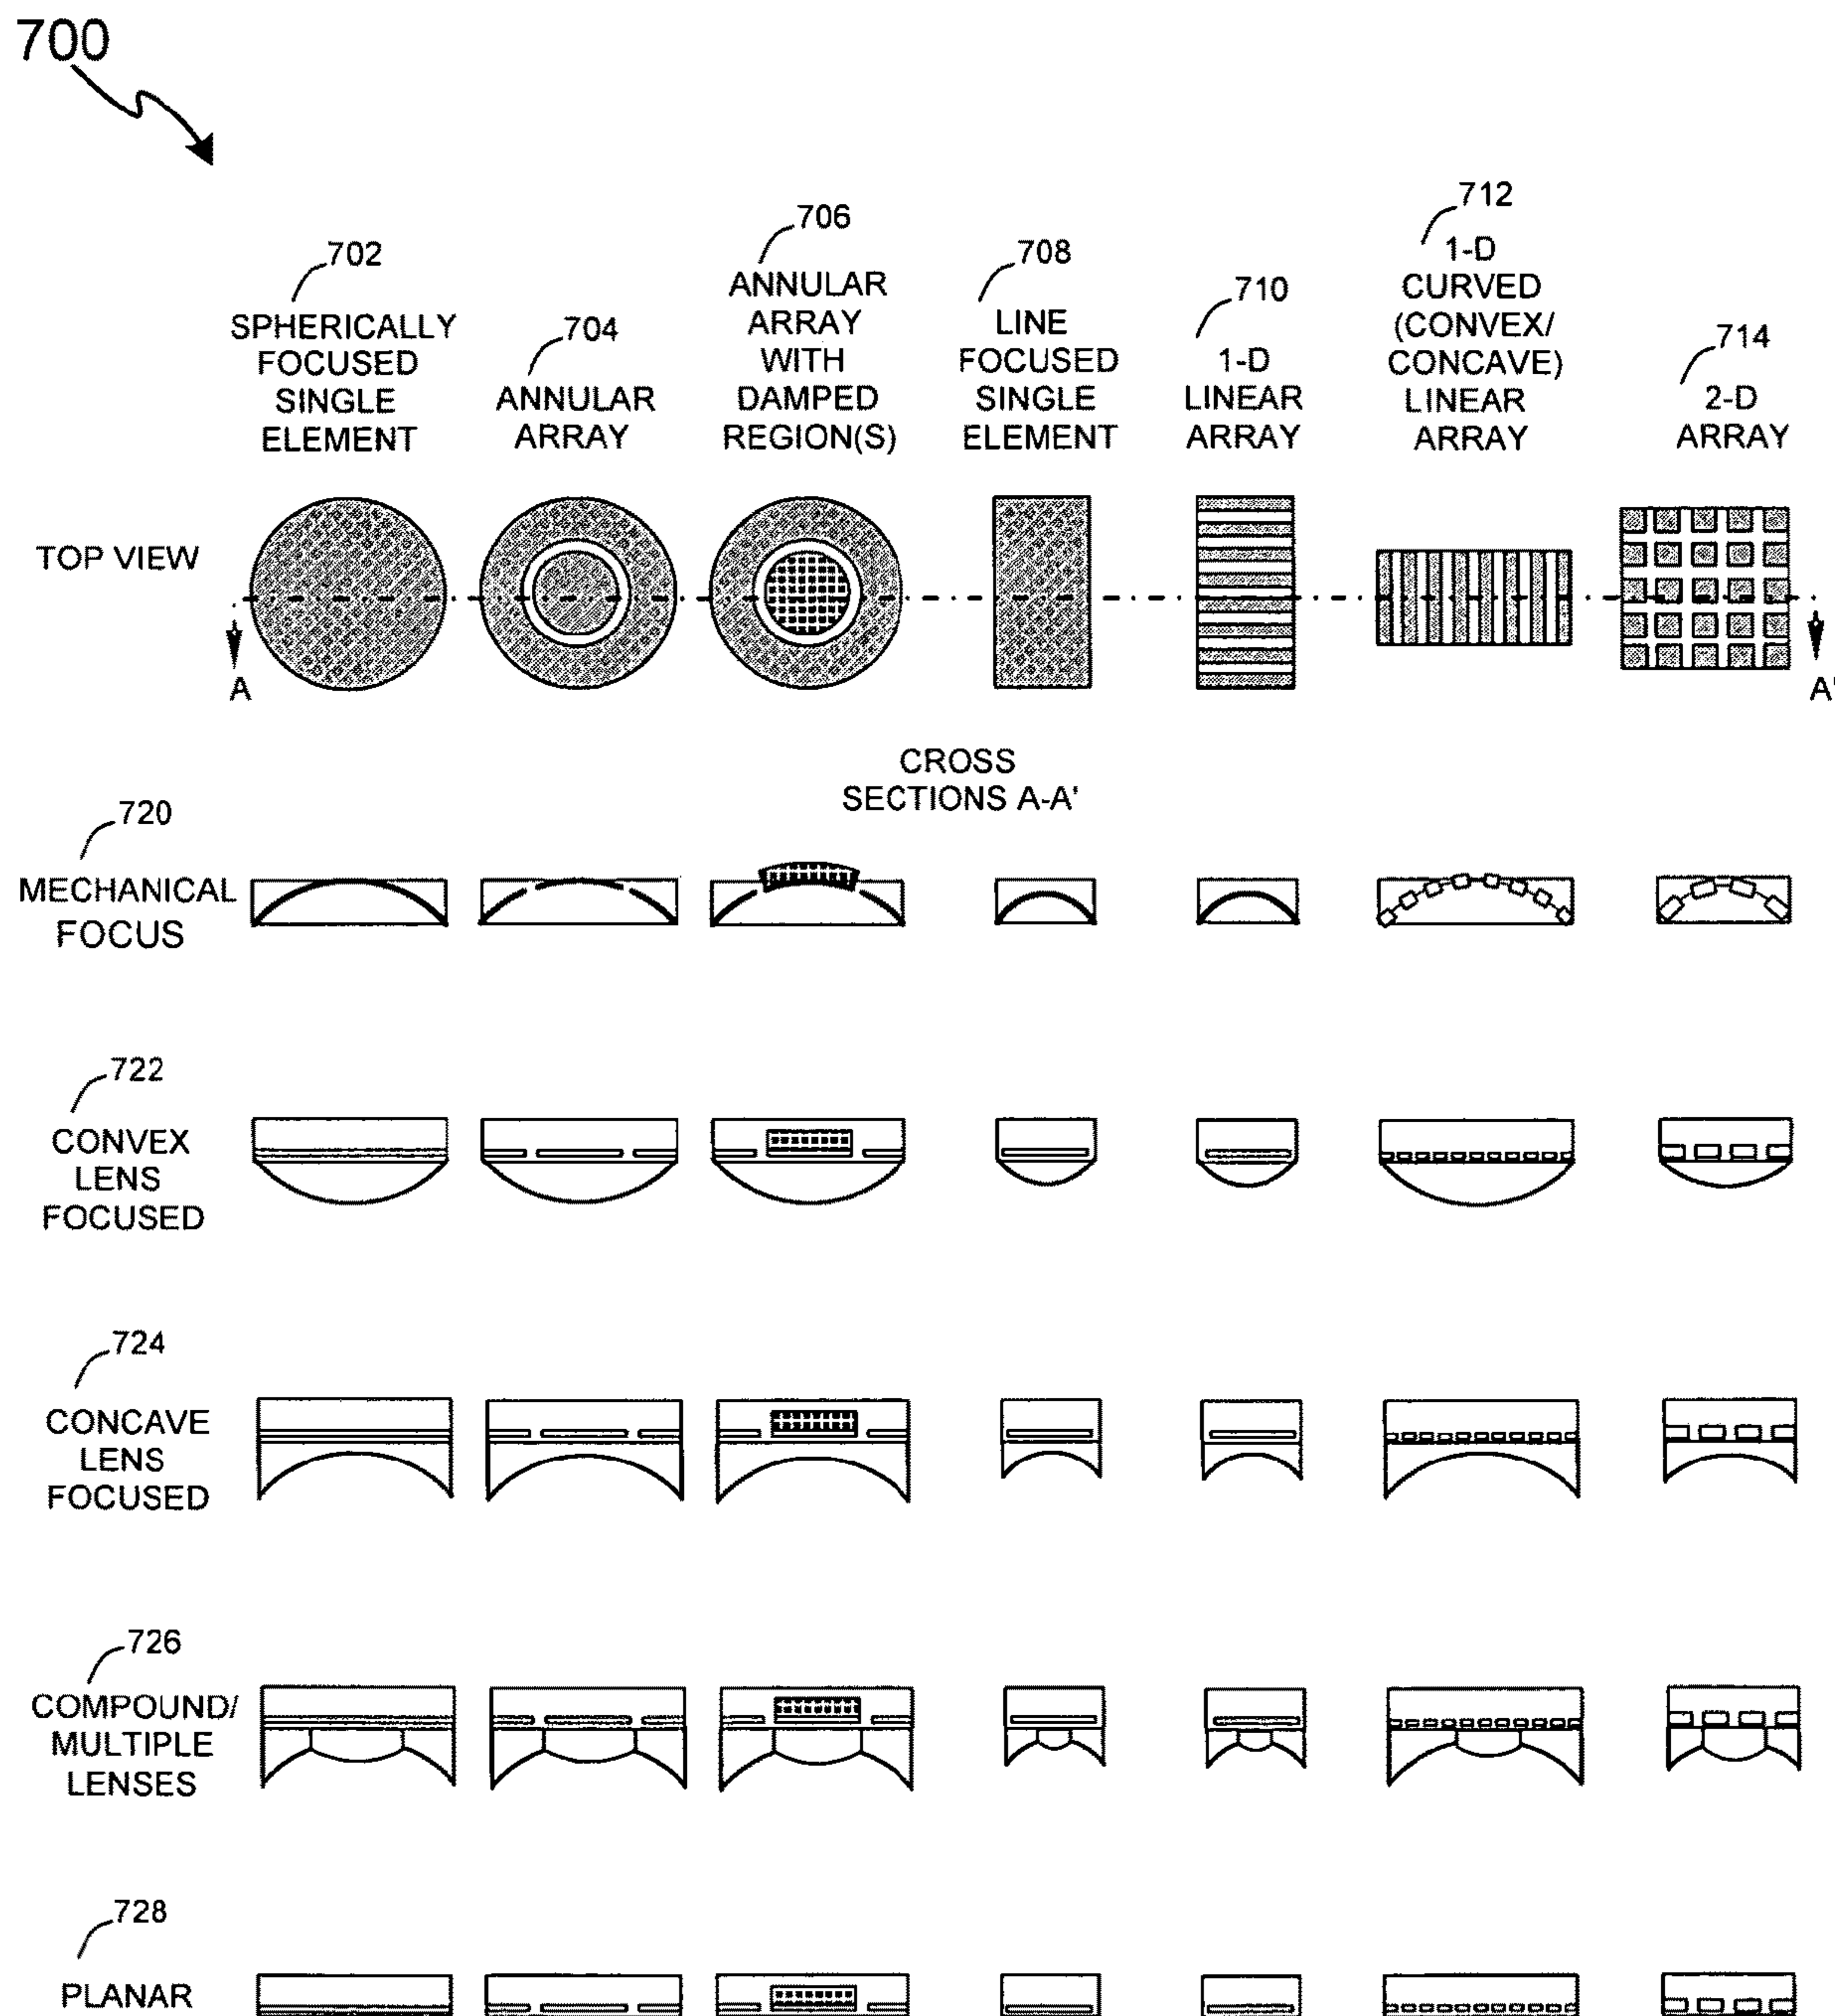 700
702
SPHERICALLY
FOCUSED
SINGLE
ELEMENT
704
ANNULAR
ARRAY
706
ANNULAR
ARRAY
WITH
DAMPED
REGION(S)
708
LINE
FOCUSED
SINGLE
ELEMENT
710
1-D
LINEAR
ARRAY
712
1-D
CURVED
(CONVEX/
CONCAVE)
LINEAR
ARRAY
714
2-D
ARRAY
TOP VIEW
A
A'
CROSS
SECTIONS A-A'
720
MECHANICAL
FOCUS
722
CONVEX
LENS
FOCUSED
724
CONCAVE
LENS
FOCUSED
726
COMPOUND/
MULTIPLE
LENSES
728
PLANAR